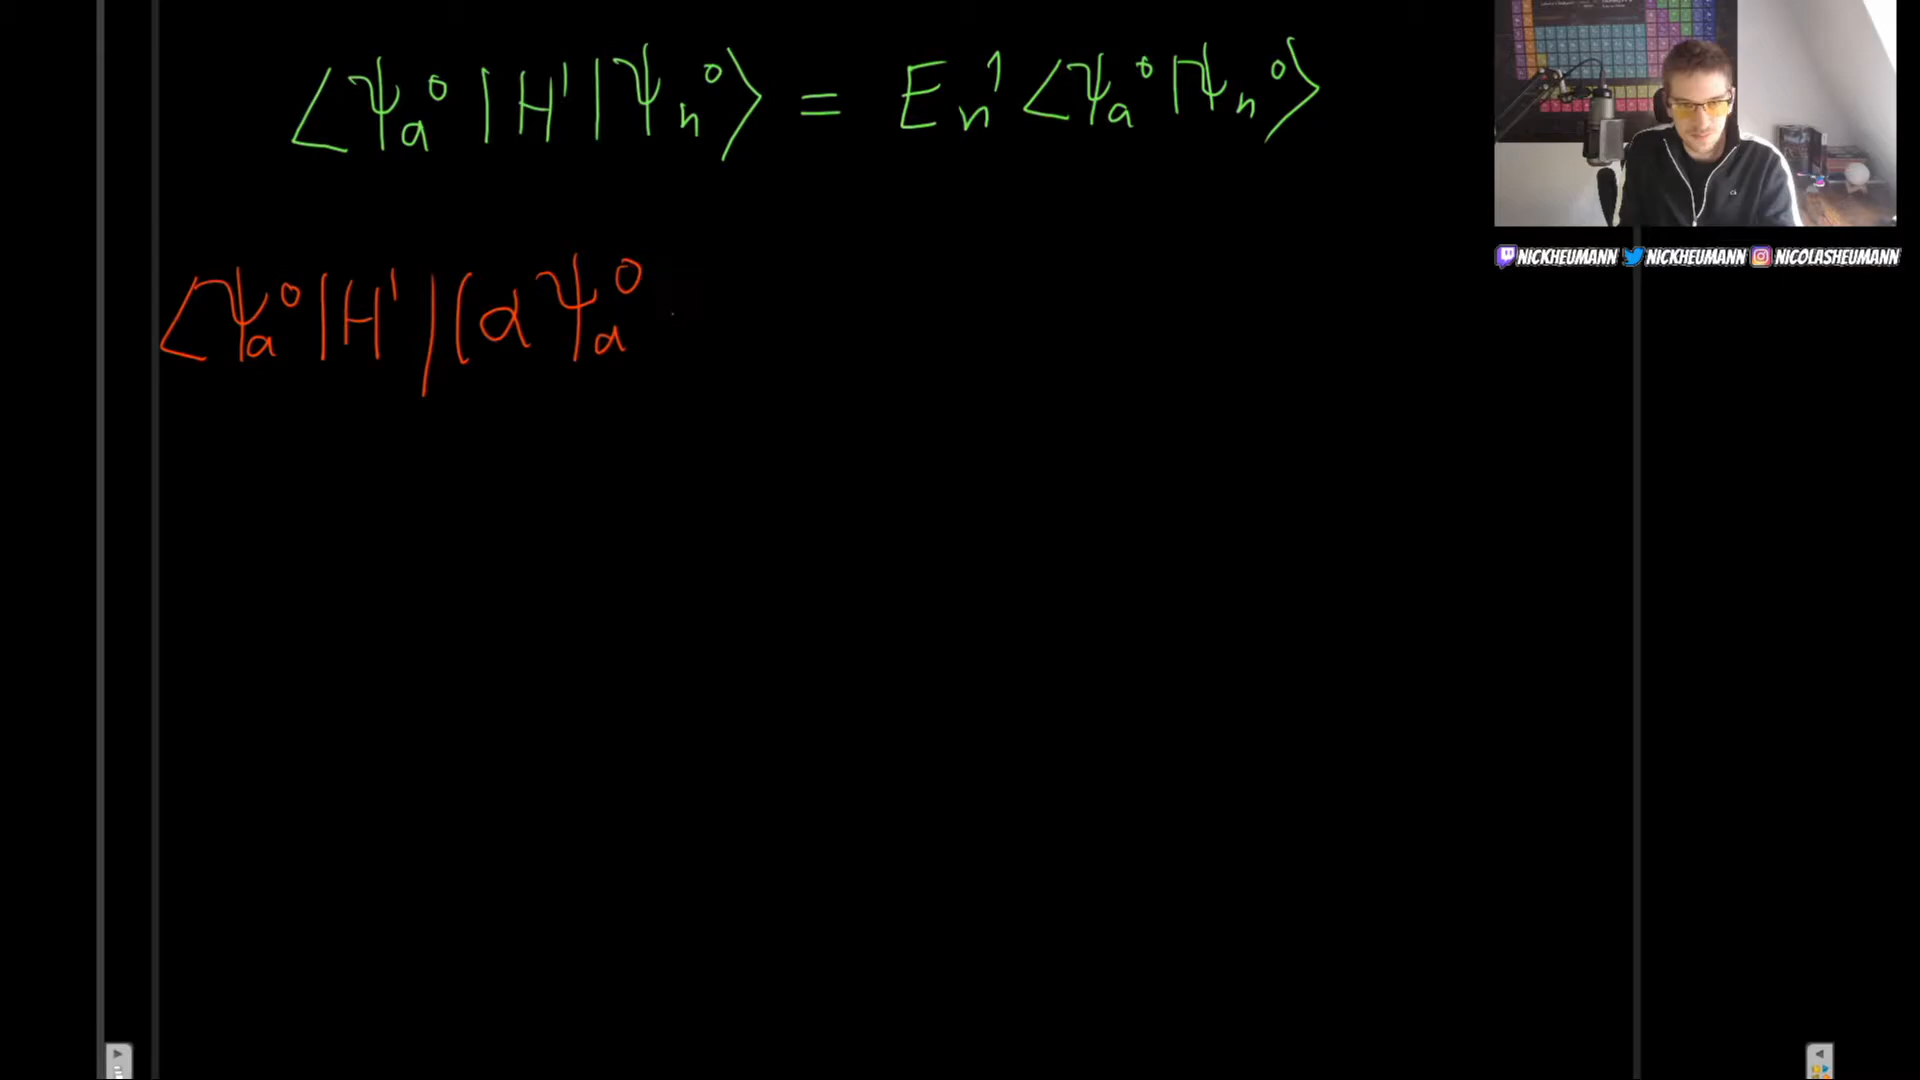 ⟨ψₐ⁰|H'|ψₙ⁰⟩ = Eₙ¹⟨ψₐ⁰|ψₙ⁰⟩
NICKHEUMANN NICKHEUMANN NICOLASHEUMANN
⟨ψₐ⁰|H'|(αψₐ⁰